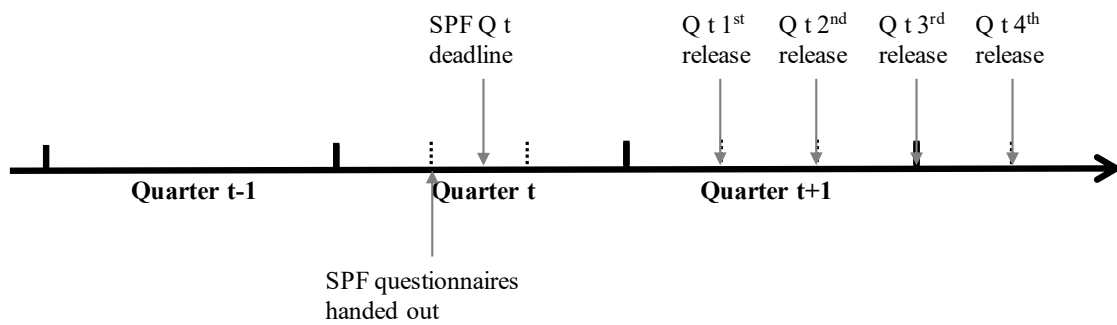 SPF Q t
deadline
Q t 1st
release
Q t 2nd
release
Q t 3rd
release
Q t 4th
release
Quarter t-1
Quarter t
Quarter t+1
SPF questionnaires
handed out